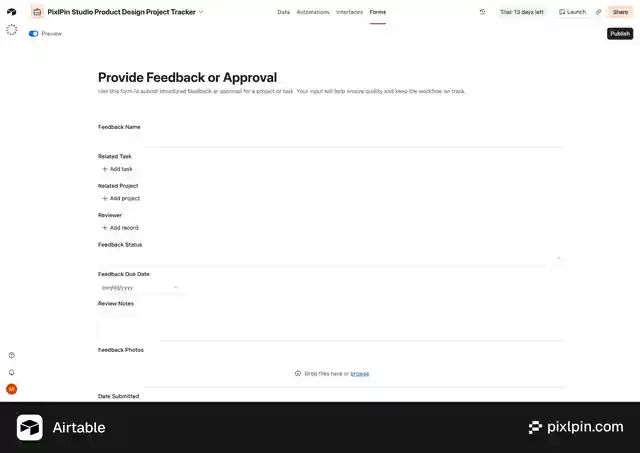 PixlPin Studio Product Design Project Tracker
Data Automations Interfaces Forms
Trial: 13 days left
Launch
Share
Preview
Publish
Provide Feedback or Approval
Use this form to submit structured feedback or approval for a project or task. Your input will help ensure quality and keep the workflow on track.
Feedback Name
Related Task
+ Add task
Related Project
+ Add project
Reviewer
+ Add record
Feedback Status
Feedback Due Date
mm/dd/yyyy
Review Notes
Feedback Photos
Drop files here or browse
Date Submitted
Airtable
pixlpin.com